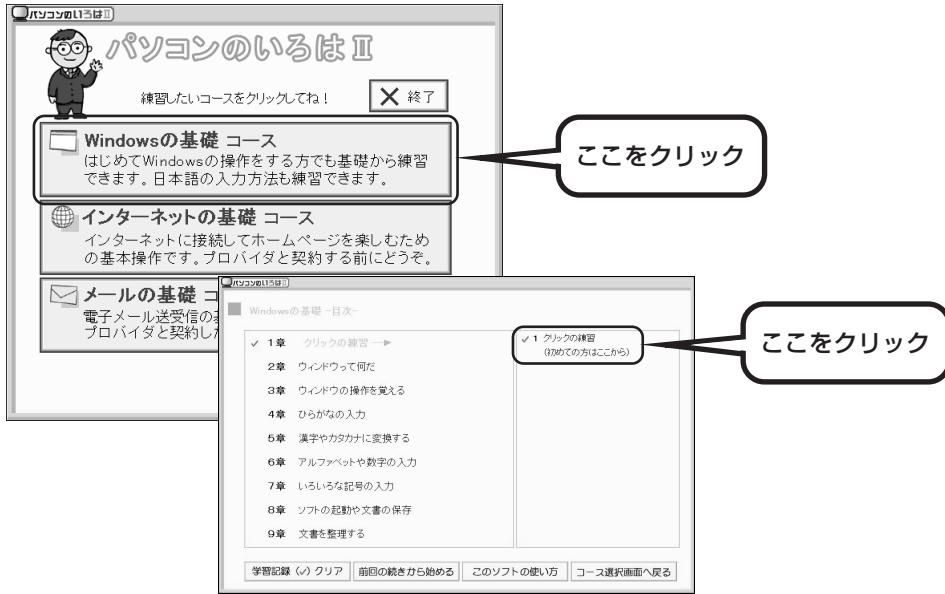 パソコンのいろはⅡ
パソコンのいろはⅡ
練習したいコースをクリックしてね!
終了
Windowsの基礎 コース
はじめてWindowsの操作をする方でも基礎から練習
できます。日本語の入力方法も練習できます。
ここをクリック
インターネットの基礎 コース
インターネットに接続してホームページを楽しむため
の基本操作です。プロバイダと契約する前にどうぞ。
メールの基礎 コ
電子メール送受信の基
プロバイダと契約した
パソコンのいろはⅡ
Windowsの基礎 -目次-
✓ 1章 クリックの練習 →
2章 ウィンドウって何だ
3章 ウィンドウの操作を覚える
4章 ひらがなの入力
5章 漢字やカタカナに変換する
6章 アルファベットや数字の入力
7章 いろいろな記号の入力
8章 ソフトの起動や文書の保存
9章 文書を整理する
✓ 1 クリックの練習
(初めての方はここから)
ここをクリック
学習記録 (✓) クリア
前回の続きから始める
このソフトの使い方
コース選択画面へ戻る